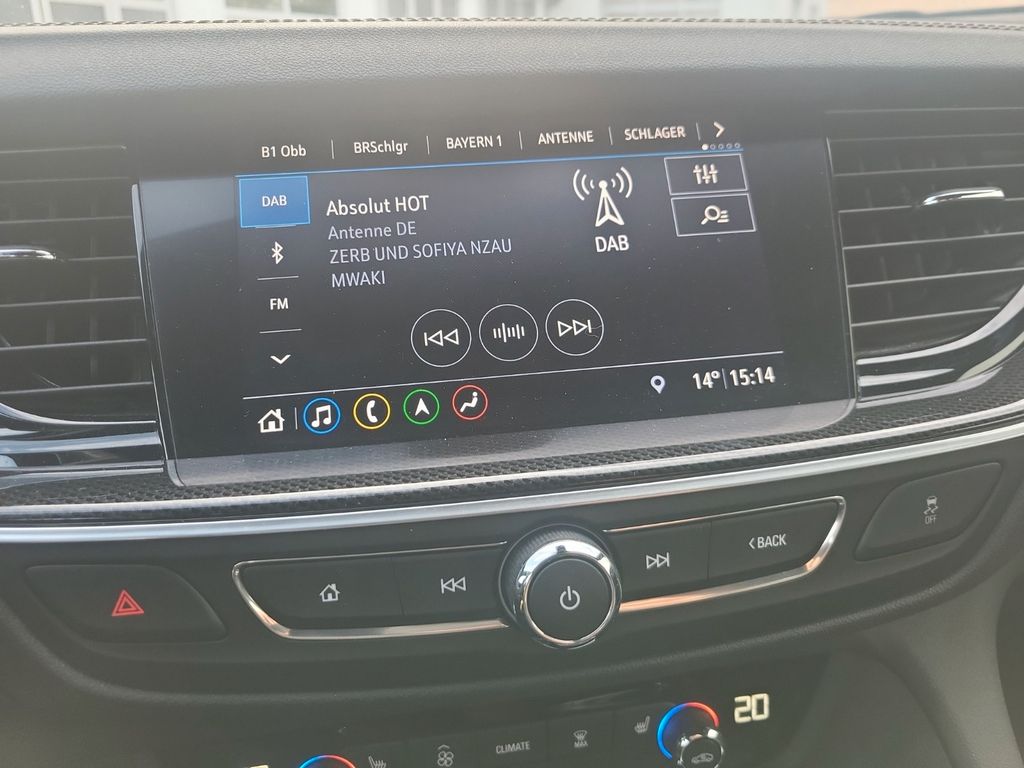 B1 Obb
BRSchlgr
BAYERN 1
ANTENNE
SCHLAGER
DAB
Absolut HOT
Antenne DE
ZERB UND SOFIYA NZAU
MWAKI
DAB
FM
14° 15:14
BACK
OFF
20
CLIMATE
MAX